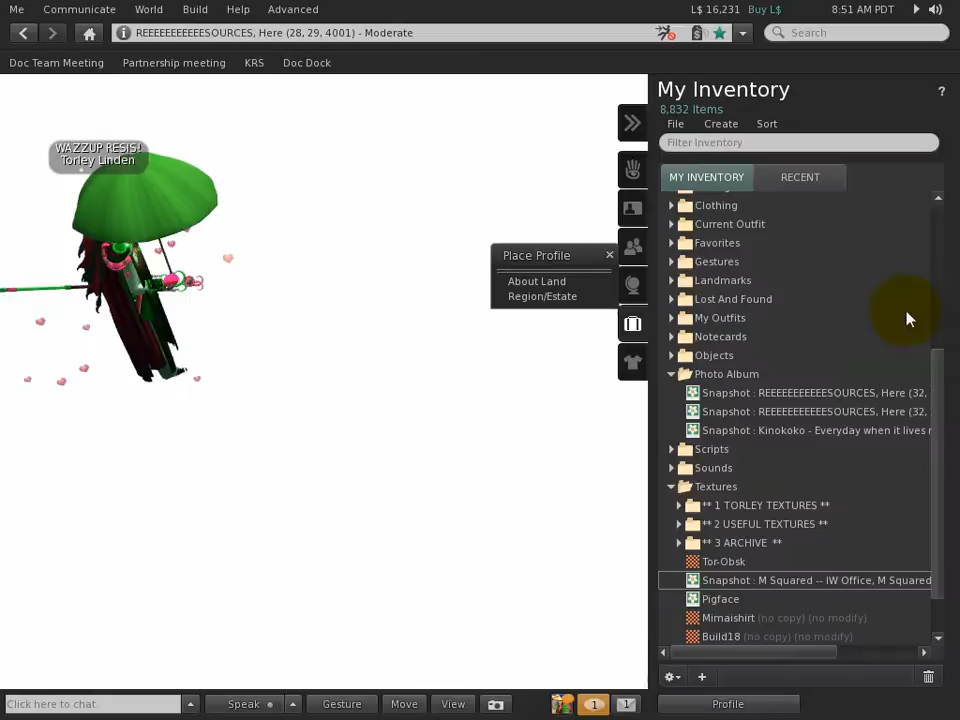 Me Communicate World Build Help Advanced L$ 16,231 Buy L$ 8:51 AM PDT
REEEEEEEEEEESOURCES, Here (28, 29, 4001) - Moderate
Search
Doc Team Meeting Partnership meeting KRS Doc Dock
WAZZUP RESIS!
Torley Linden
Place Profile
About Land
Region/Estate
My Inventory
?
8,832 Items
File Create Sort
Filter Inventory
MY INVENTORY RECENT
Clothing
Current Outfit
Favorites
Gestures
Landmarks
Lost And Found
My Outfits
Notecards
Objects
Photo Album
Snapshot : REEEEEEEEEEESOURCES, Here (32,
Snapshot : REEEEEEEEEEESOURCES, Here (32,
Snapshot : Kinokoko - Everyday when it lives
Scripts
Sounds
Textures
** 1 TORLEY TEXTURES **
** 2 USEFUL TEXTURES **
** 3 ARCHIVE **
Tor-Obsk
Snapshot : M Squared -- IW Office, M Squared
Pigface
Mimaishirt (no copy) (no modify)
Build18 (no copy) (no modify)
Click here to chat. Speak Gesture Move View 1 1 Profile